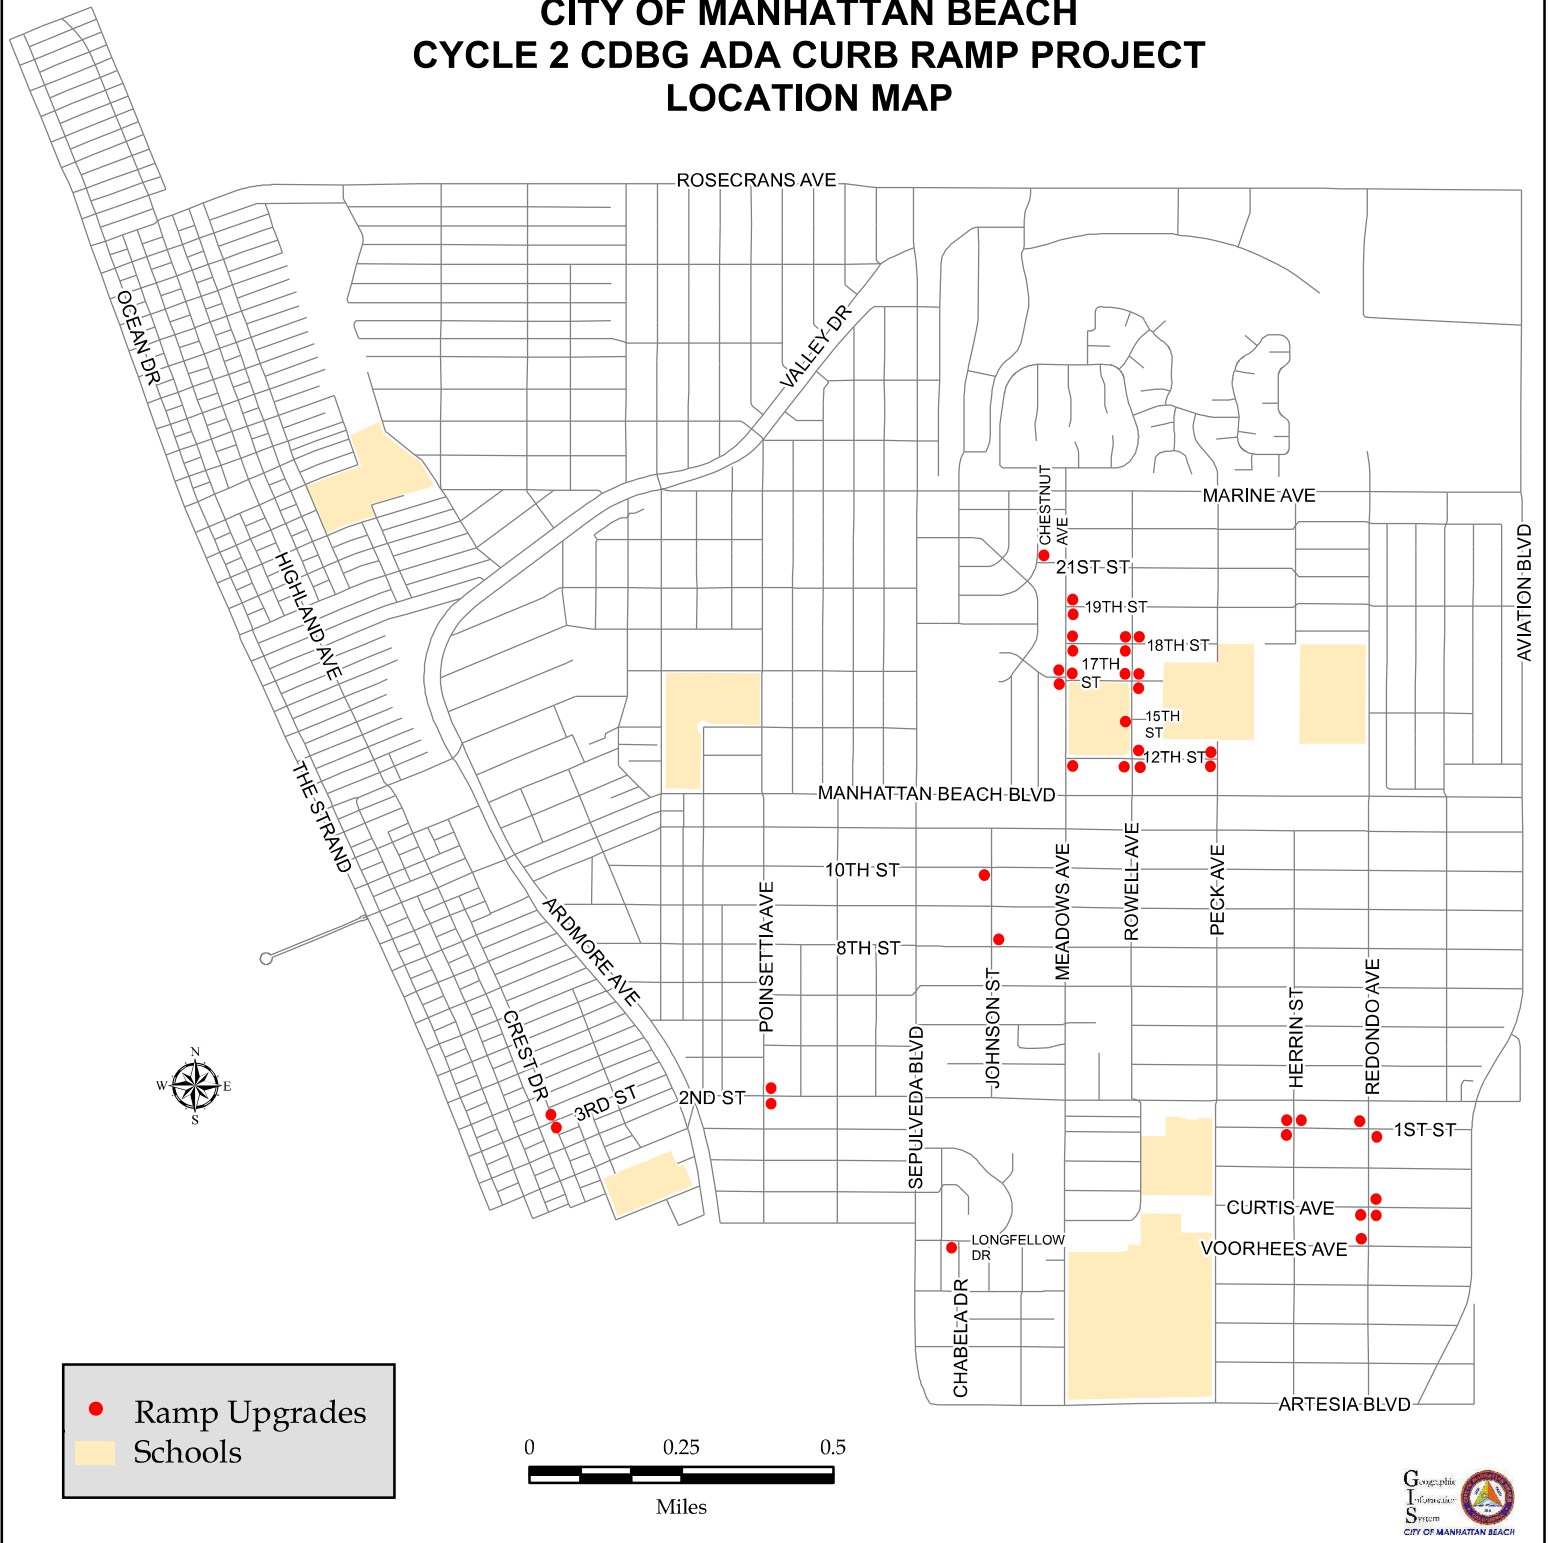 CITY OF MANHATTAN BEACH
CYCLE 2 CDBG ADA CURB RAMP PROJECT
LOCATION MAP
ROSECRANS AVE
OCEAN DR
VALLEY DR
CHESTNUT
AVE
MARINE AVE
AVIATION BLVD
21ST ST
HIGHLAND AVE
19TH ST
18TH ST
17TH
ST
15TH
ST
12TH ST
THE STRAND
MANHATTAN BEACH BLVD
10TH ST
MEADOWS AVE
ROWELL AVE
PECK AVE
ARDMORE AVE
POINSETTIA AVE
8TH ST
JOHNSON ST
HERRIN ST
REDONDO AVE
CREST DR
SEPULVEDA BLVD
N
W
E
S
3RD ST
2ND ST
1ST ST
CURTIS AVE
LONGFELLOW
DR
VOORHEES AVE
CHABELA DR
ARTESIA BLVD
Ramp Upgrades
Schools
0
0.25
0.5
Miles
Geographic
Information
System
CITY OF MANHATTAN BEACH